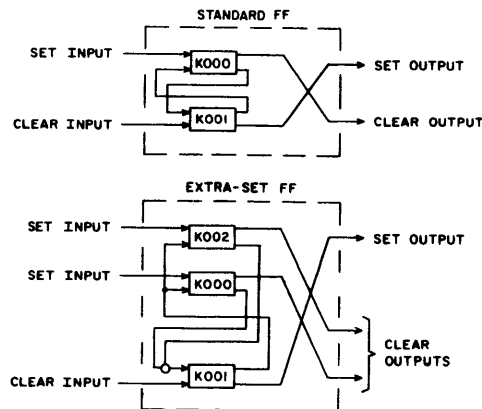 STANDARD FF
SET INPUT
K000
SET OUTPUT
CLEAR INPUT
K001
CLEAR OUTPUT
EXTRA-SET FF
SET INPUT
K002
SET OUTPUT
SET INPUT
K000
CLEAR
OUTPUTS
CLEAR INPUT
K001